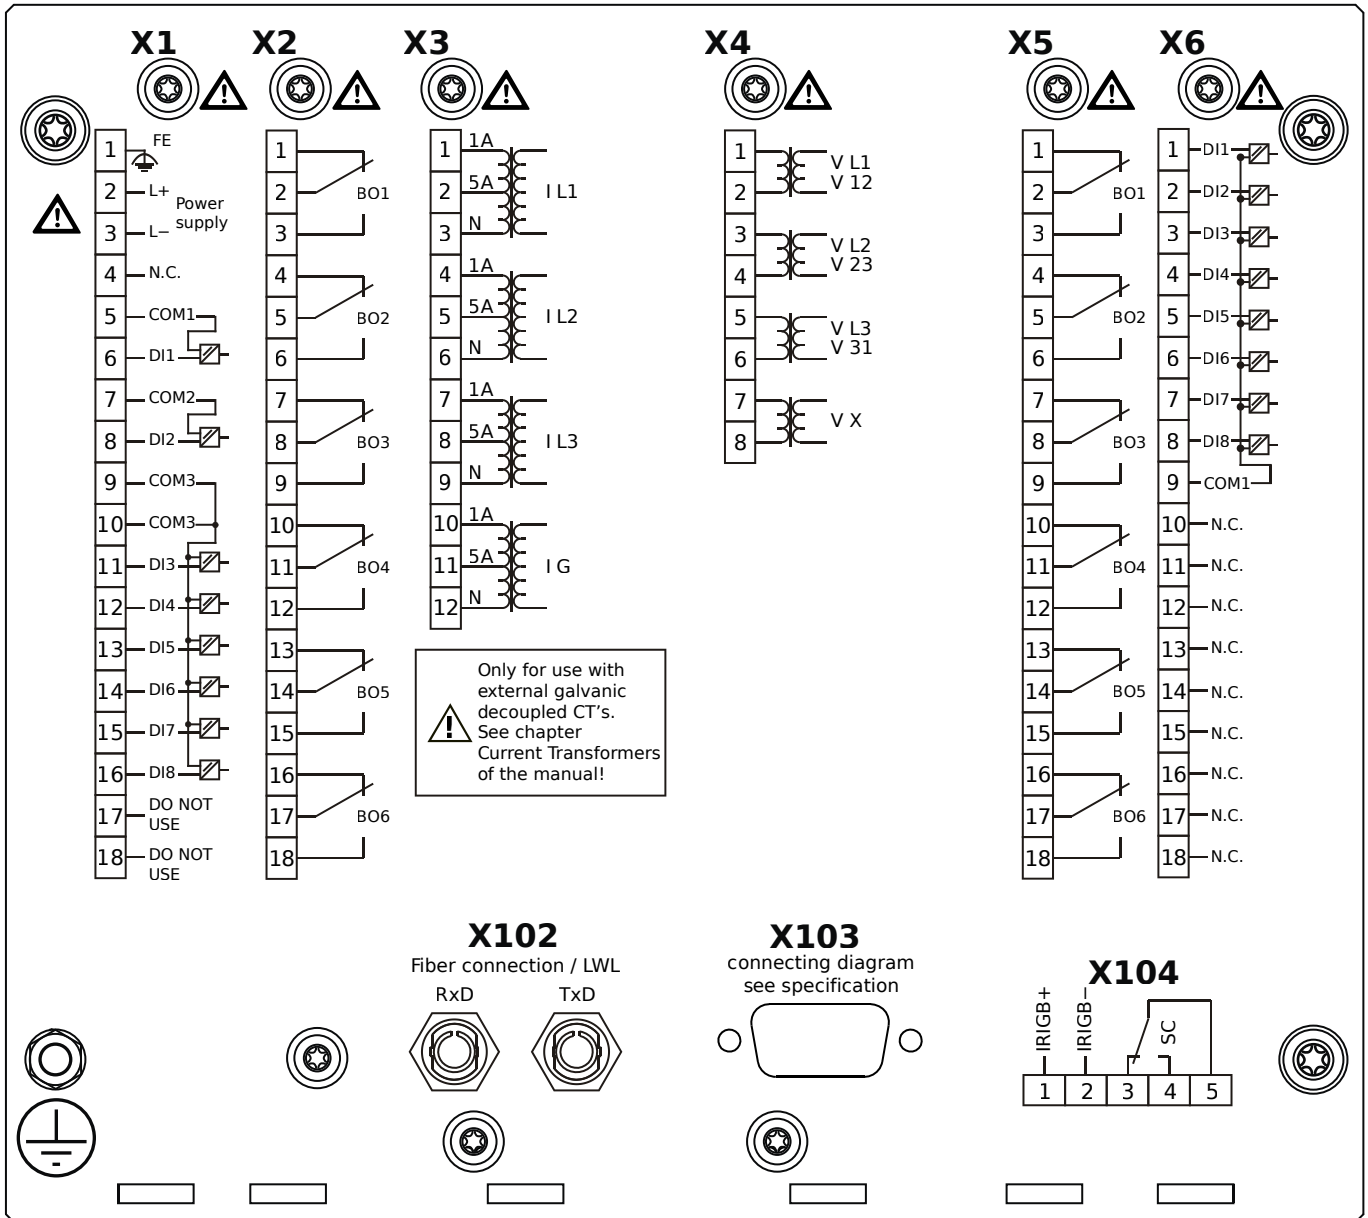 X1
X2
X3
X4
X5
X6
1 FE
2 L+
Power
supply
3 L−
4 N.C.
5 COM1
6 DI1
7 COM2
8 DI2
9 COM3
10 COM3
11 DI3
12 DI4
13 DI5
14 DI6
15 DI7
16 DI8
17 DO NOT
USE
18 DO NOT
USE
1
2 BO1
3
4
5 BO2
6
7
8 BO3
9
10
11 BO4
12
13
14 BO5
15
16
17 BO6
18
1 1A
2 5A I L1
3 N
4 1A
5 5A I L2
6 N
7 1A
8 5A I L3
9 N
10 1A
11 5A I G
12 N
Only for use with
external galvanic
decoupled CT's.
See chapter
Current Transformers
of the manual!
1 V L1
2 V 12
3 V L2
4 V 23
5 V L3
6 V 31
7 V X
8
1
2 BO1
3
4
5 BO2
6
7
8 BO3
9
10
11 BO4
12
13
14 BO5
15
16
17 BO6
18
1 DI1
2 DI2
3 DI3
4 DI4
5 DI5
6 DI6
7 DI7
8 DI8
9 COM1
10 N.C.
11 N.C.
12 N.C.
13 N.C.
14 N.C.
15 N.C.
16 N.C.
17 N.C.
18 N.C.
X102
Fiber connection / LWL
RxD TxD
X103
connecting diagram
see specification
X104
IRIGB+
IRIGB−
SC
1 2 3 4 5